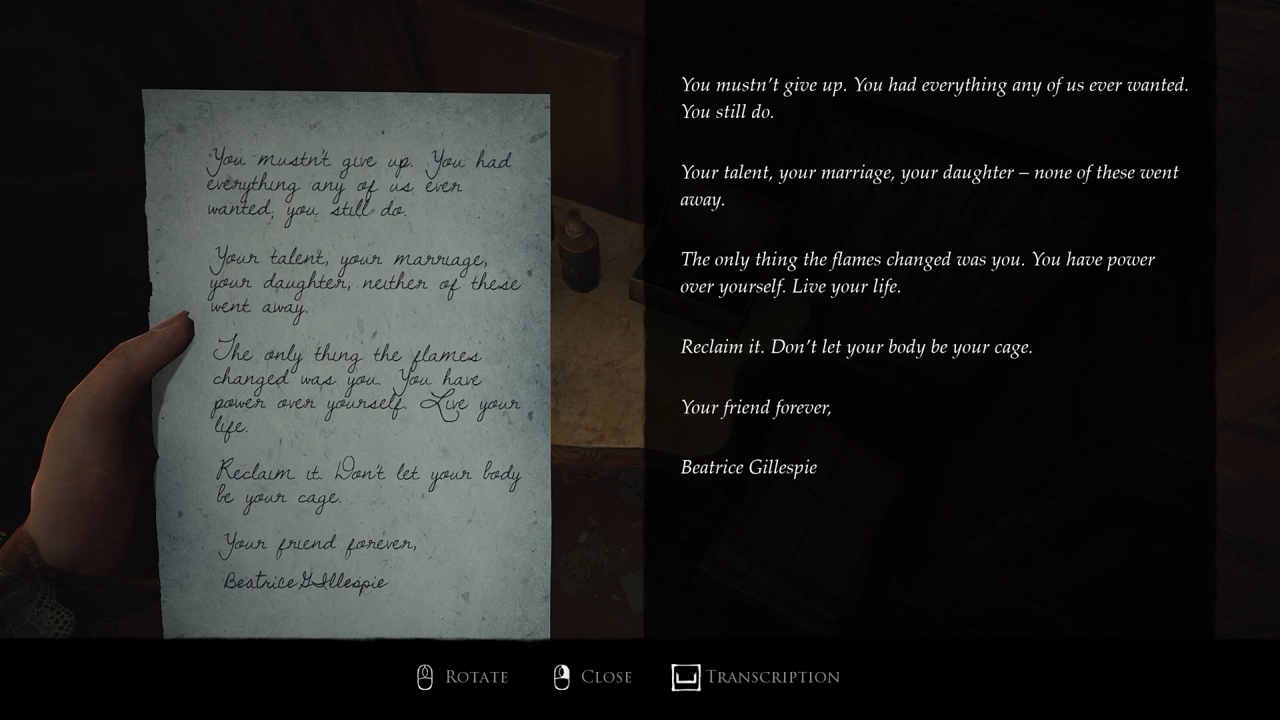 You mustn't give up. You had
everything any of us ever
wanted, you still do.
Your talent, your marriage,
your daughter, neither of these
went away.
The only thing the flames
changed was you. You have
power over yourself. Live your
life.
Reclaim it. Don't let your body
be your cage.
Your friend forever,
Beatrice Gillespie
You mustn't give up. You had everything any of us ever wanted.
You still do.
Your talent, your marriage, your daughter – none of these went
away.
The only thing the flames changed was you. You have power
over yourself. Live your life.
Reclaim it. Don't let your body be your cage.
Your friend forever,
Beatrice Gillespie
Rotate Close Transcription